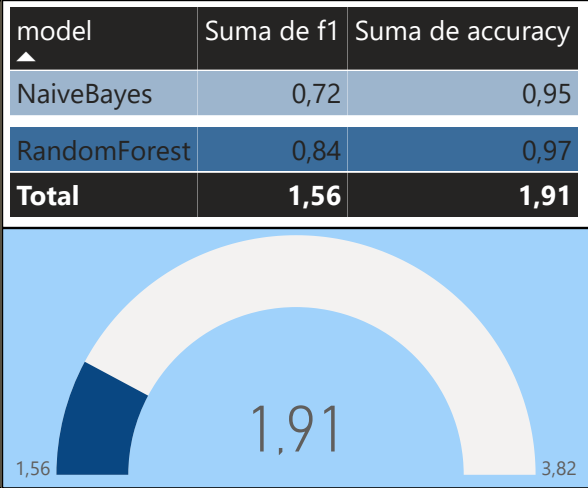 model Suma de f1 Suma de accuracy
NaiveBayes 0,72 0,95
RandomForest 0,84 0,97
Total 1,56 1,91
1,91
1,56 3,82